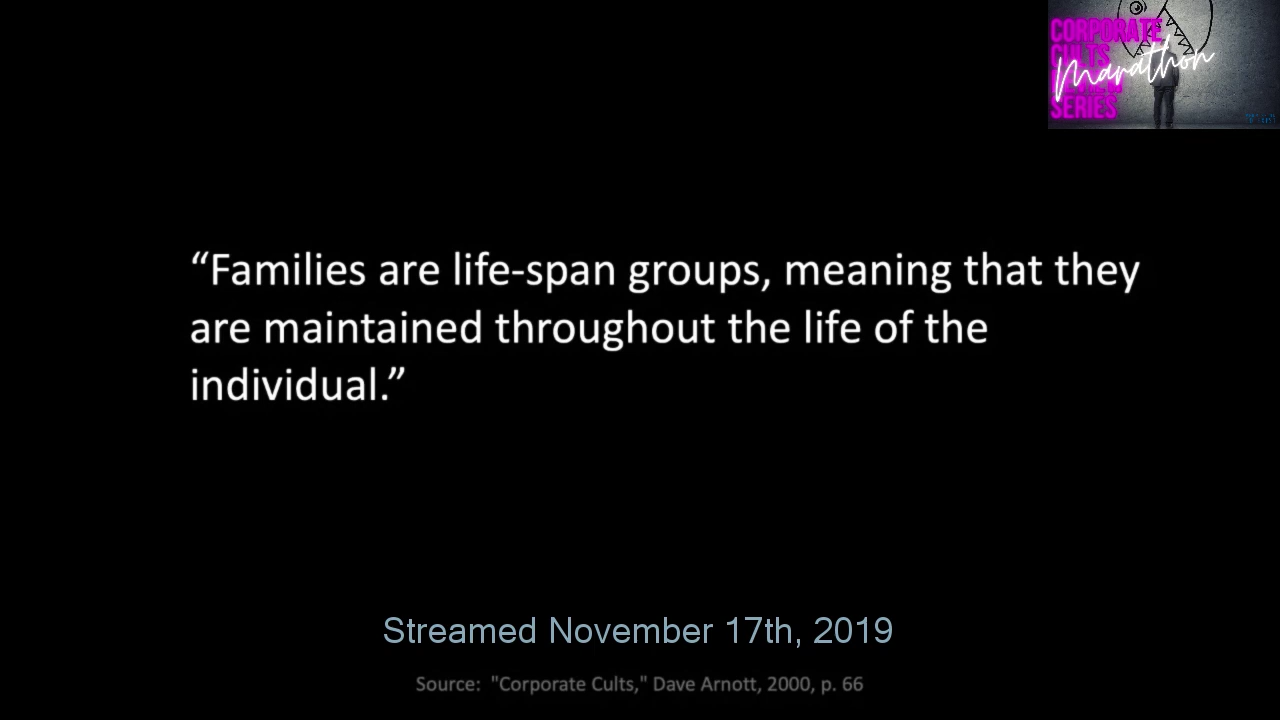 CORPORATE
CULTS
Marathon
SERIES
“Families are life-span groups, meaning that they
are maintained throughout the life of the
individual.”
Streamed November 17th, 2019
Source: "Corporate Cults," Dave Arnott, 2000, p. 66